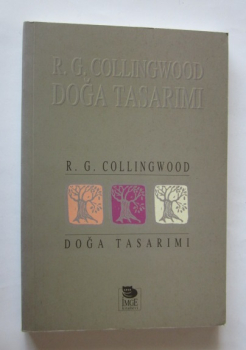 R. G. COLLINGWOOD
DOĞA TASARIMI
R. G. COLLINGWOOD
DOĞA TASARIMI
İMGE